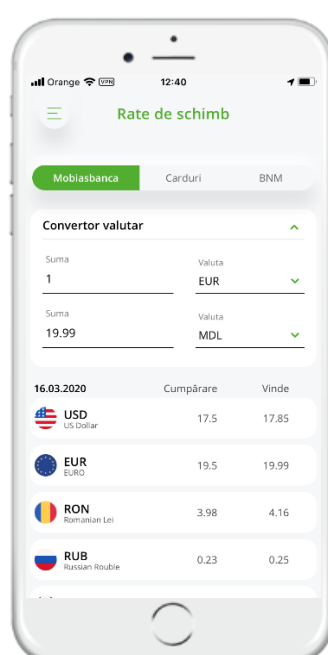 Orange VPN 12:40
Rate de schimb
Mobiasbanca Carduri BNM
Convertor valutar
Suma Valuta
1 EUR
Suma Valuta
19.99 MDL
16.03.2020 Cumpărare Vinde
USD 17.5 17.85
US Dollar
EUR 19.5 19.99
EURO
RON 3.98 4.16
Romanian Lei
RUB 0.23 0.25
Russian Rouble